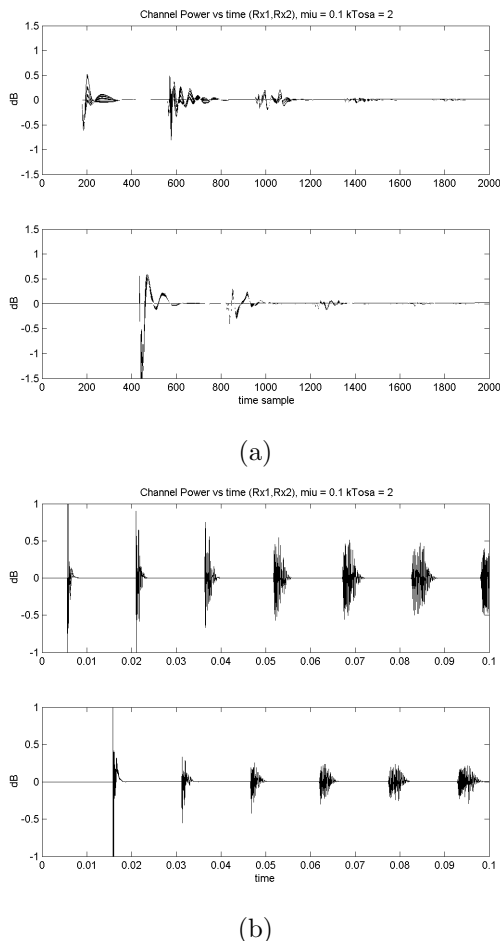 Channel Power vs time (Rx1,Rx2), miu = 0.1 kTosa = 2
1.5
1
0.5
0
-0.5
-1
-1.5
dB
0 200 400 600 800 1000 1200 1400 1600 1800 2000
1.5
1
0.5
0
-0.5
-1
-1.5
dB
0 200 400 600 800 1000 1200 1400 1600 1800 2000
time sample
(a)
Channel Power vs time (Rx1,Rx2), miu = 0.1 kTosa = 2
1
0.5
0
-0.5
-1
dB
0 0.01 0.02 0.03 0.04 0.05 0.06 0.07 0.08 0.09 0.1
1
0.5
0
-0.5
-1
dB
0 0.01 0.02 0.03 0.04 0.05 0.06 0.07 0.08 0.09 0.1
time
(b)